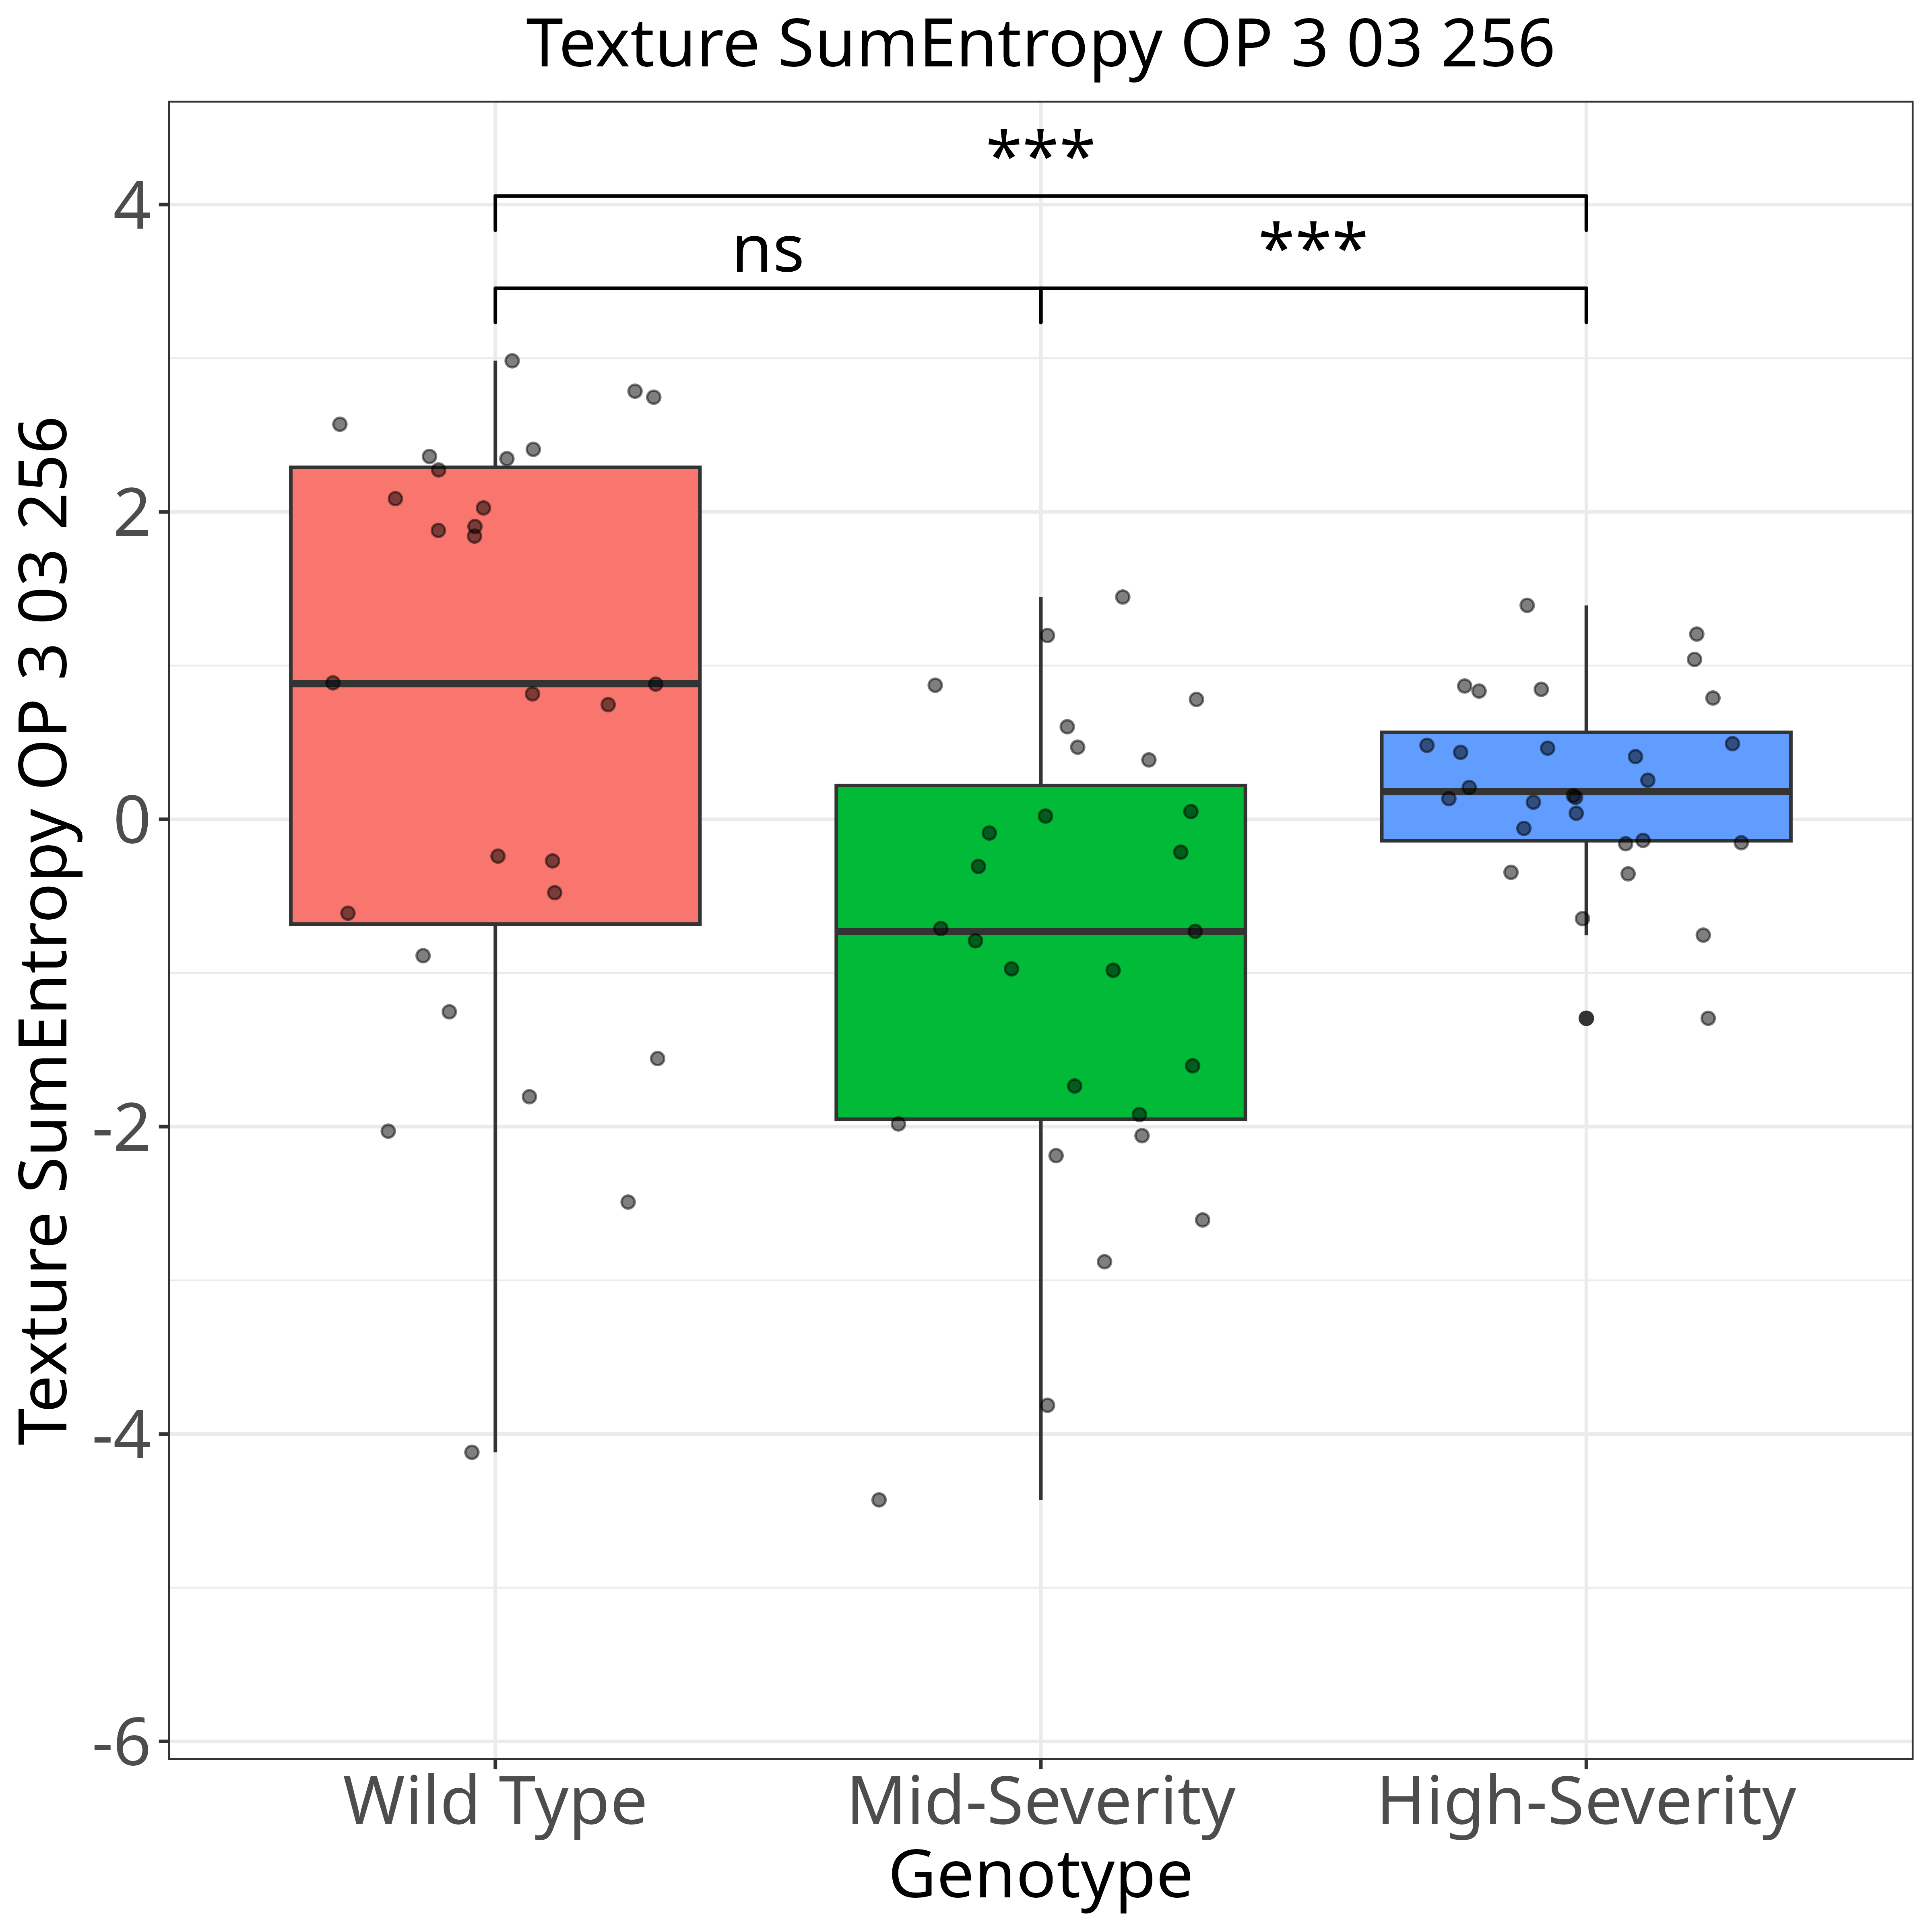 Texture SumEntropy OP 3 03 256
***
ns
***
Texture SumEntropy OP 3 03 256
4
2
0
-2
-4
-6
Wild Type
Mid-Severity
High-Severity
Genotype